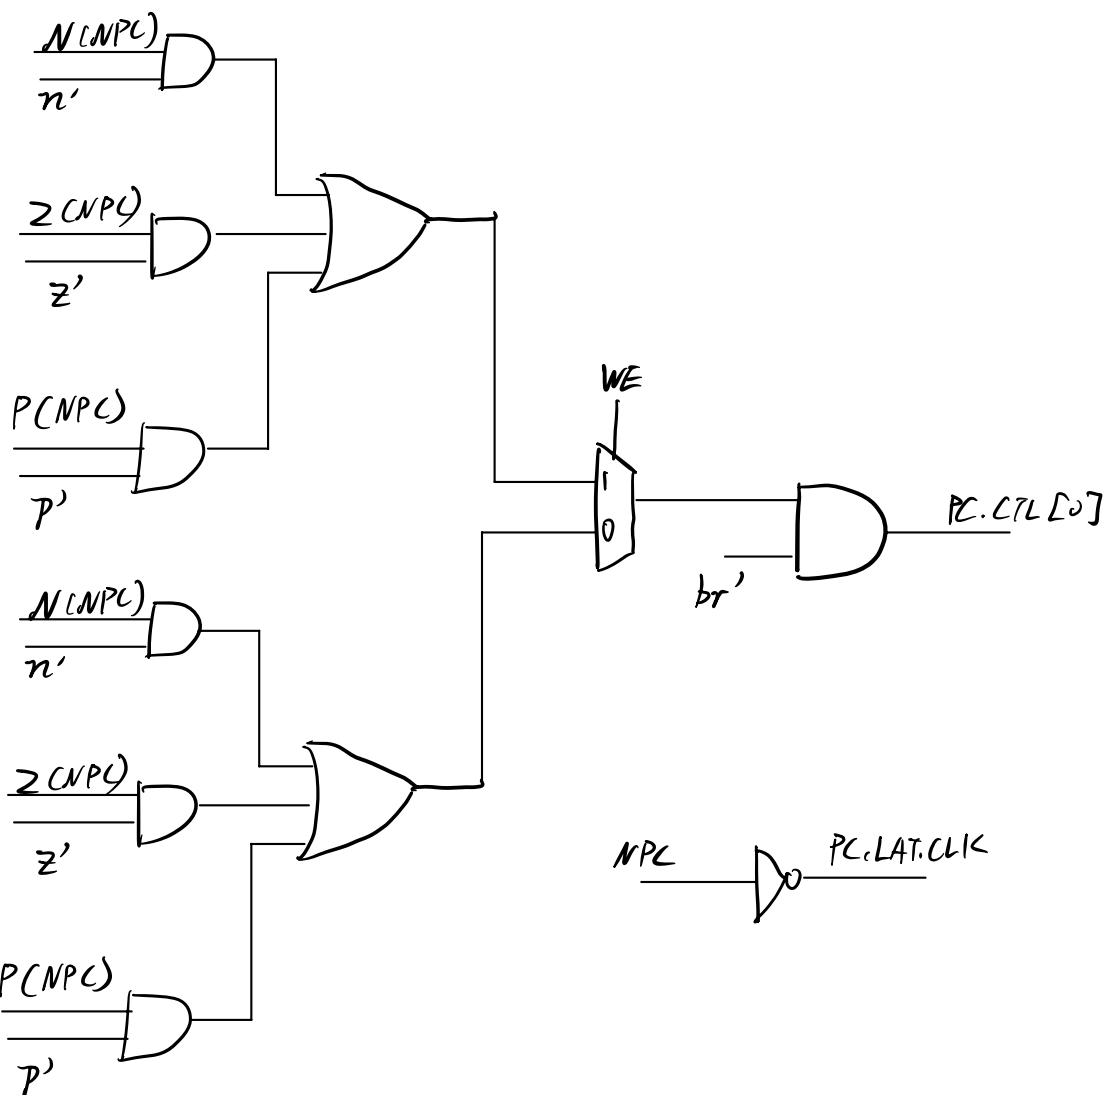 N(NPC)
n'
Z(NPC)
z'
P(NPC)
p'
WE
1
0
br'
PC.CTL[0]
N(NPC)
n'
Z(NPC)
z'
NPC
PC.LAT.CLK
P(NPC)
p'